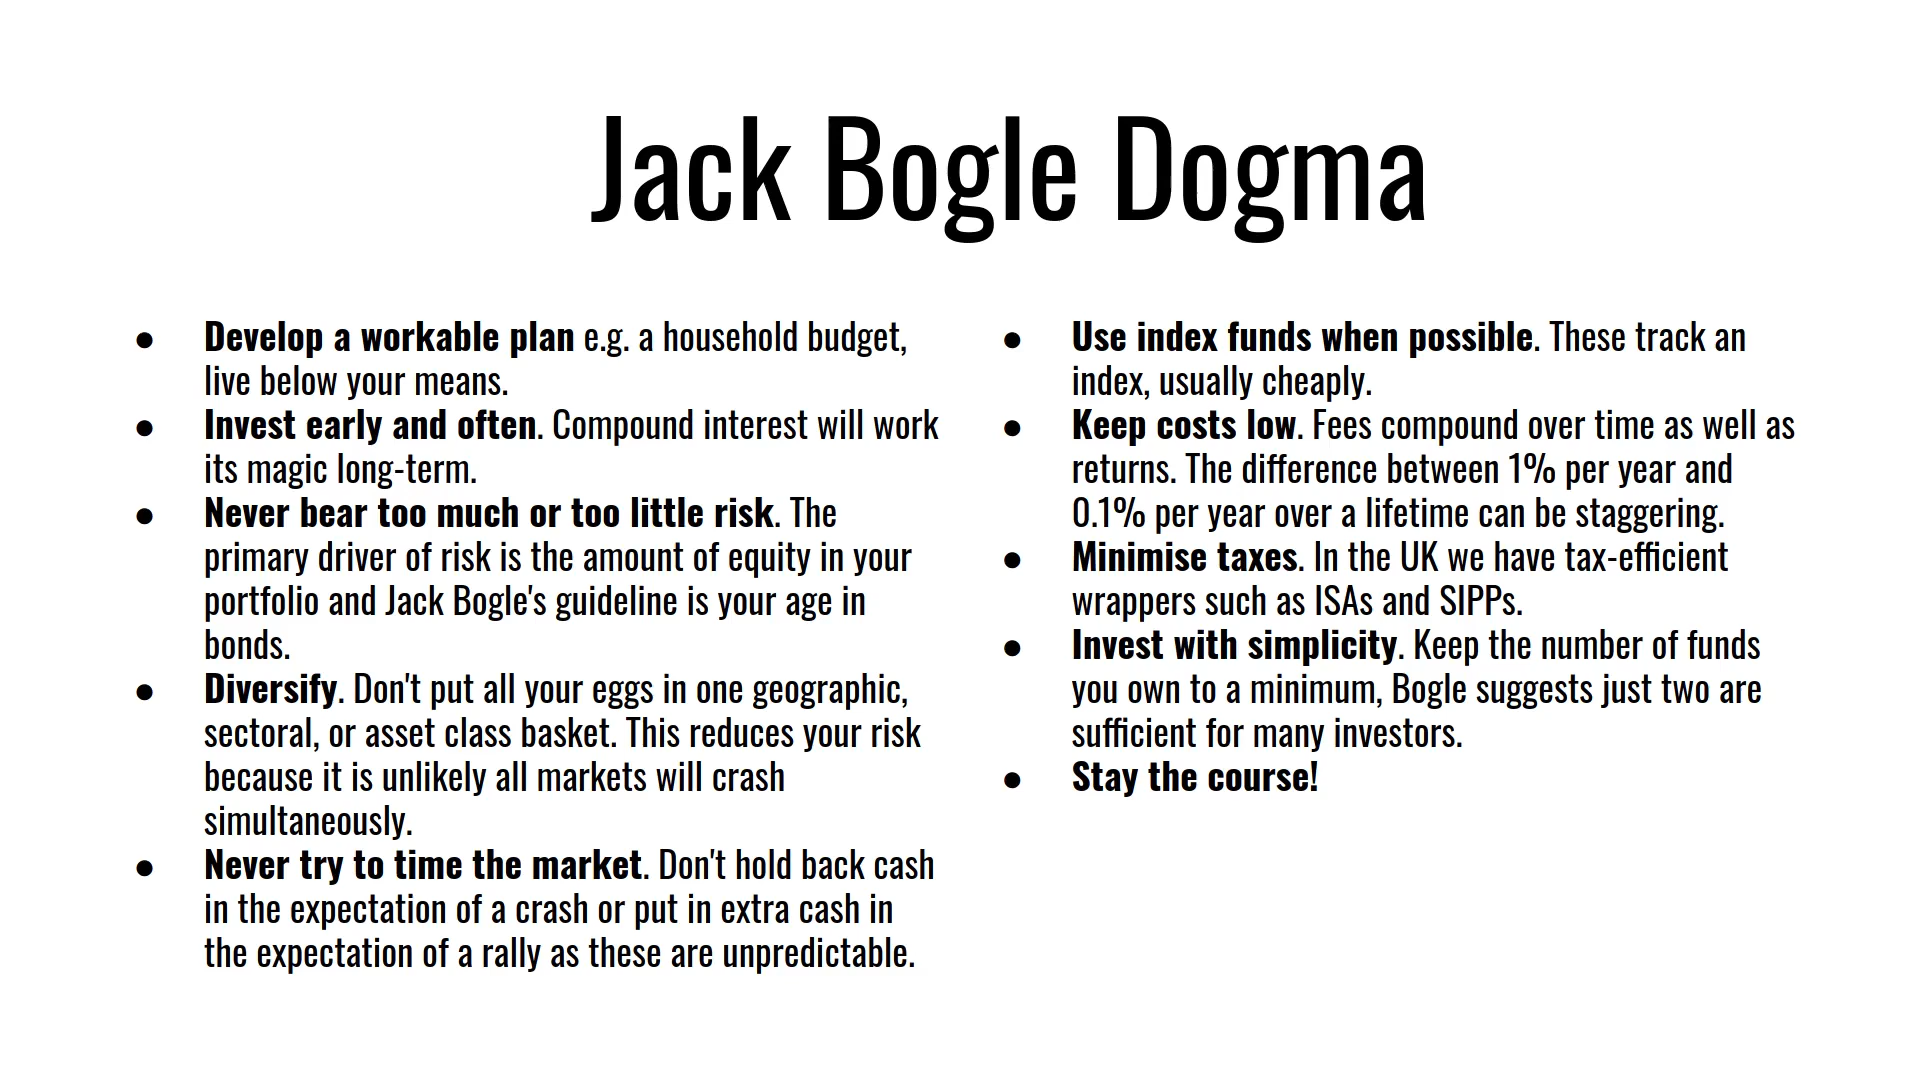 Jack Bogle Dogma
● Develop a workable plan e.g. a household budget,
live below your means.
● Invest early and often. Compound interest will work
its magic long-term.
● Never bear too much or too little risk. The
primary driver of risk is the amount of equity in your
portfolio and Jack Bogle's guideline is your age in
bonds.
● Diversify. Don't put all your eggs in one geographic,
sectoral, or asset class basket. This reduces your risk
because it is unlikely all markets will crash
simultaneously.
● Never try to time the market. Don't hold back cash
in the expectation of a crash or put in extra cash in
the expectation of a rally as these are unpredictable.
● Use index funds when possible. These track an
index, usually cheaply.
● Keep costs low. Fees compound over time as well as
returns. The difference between 1% per year and
0.1% per year over a lifetime can be staggering.
● Minimise taxes. In the UK we have tax-efficient
wrappers such as ISAs and SIPPs.
● Invest with simplicity. Keep the number of funds
you own to a minimum, Bogle suggests just two are
sufficient for many investors.
● Stay the course!